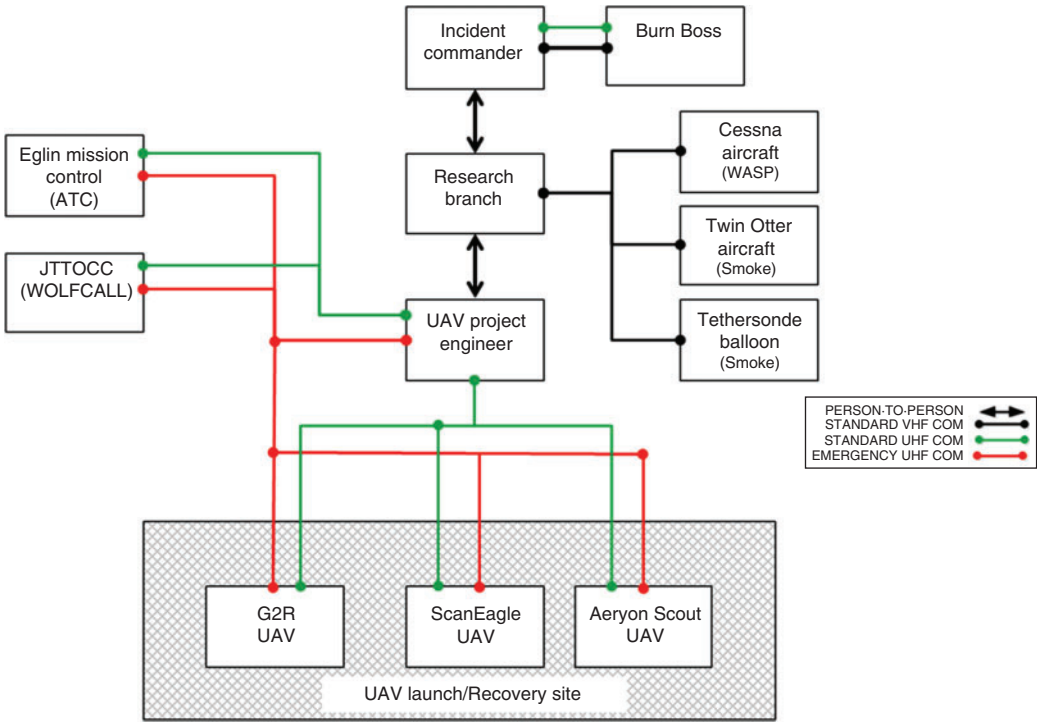 Incident
commander
Burn Boss
Eglin mission
control
(ATC)
Research
branch
Cessna
aircraft
(WASP)
Twin Otter
aircraft
(Smoke)
JTTOCC
(WOLFCALL)
UAV project
engineer
Tethersonde
balloon
(Smoke)
PERSON-TO-PERSON
STANDARD VHF COM
STANDARD UHF COM
EMERGENCY UHF COM
G2R
UAV
ScanEagle
UAV
Aeryon Scout
UAV
UAV launch/Recovery site